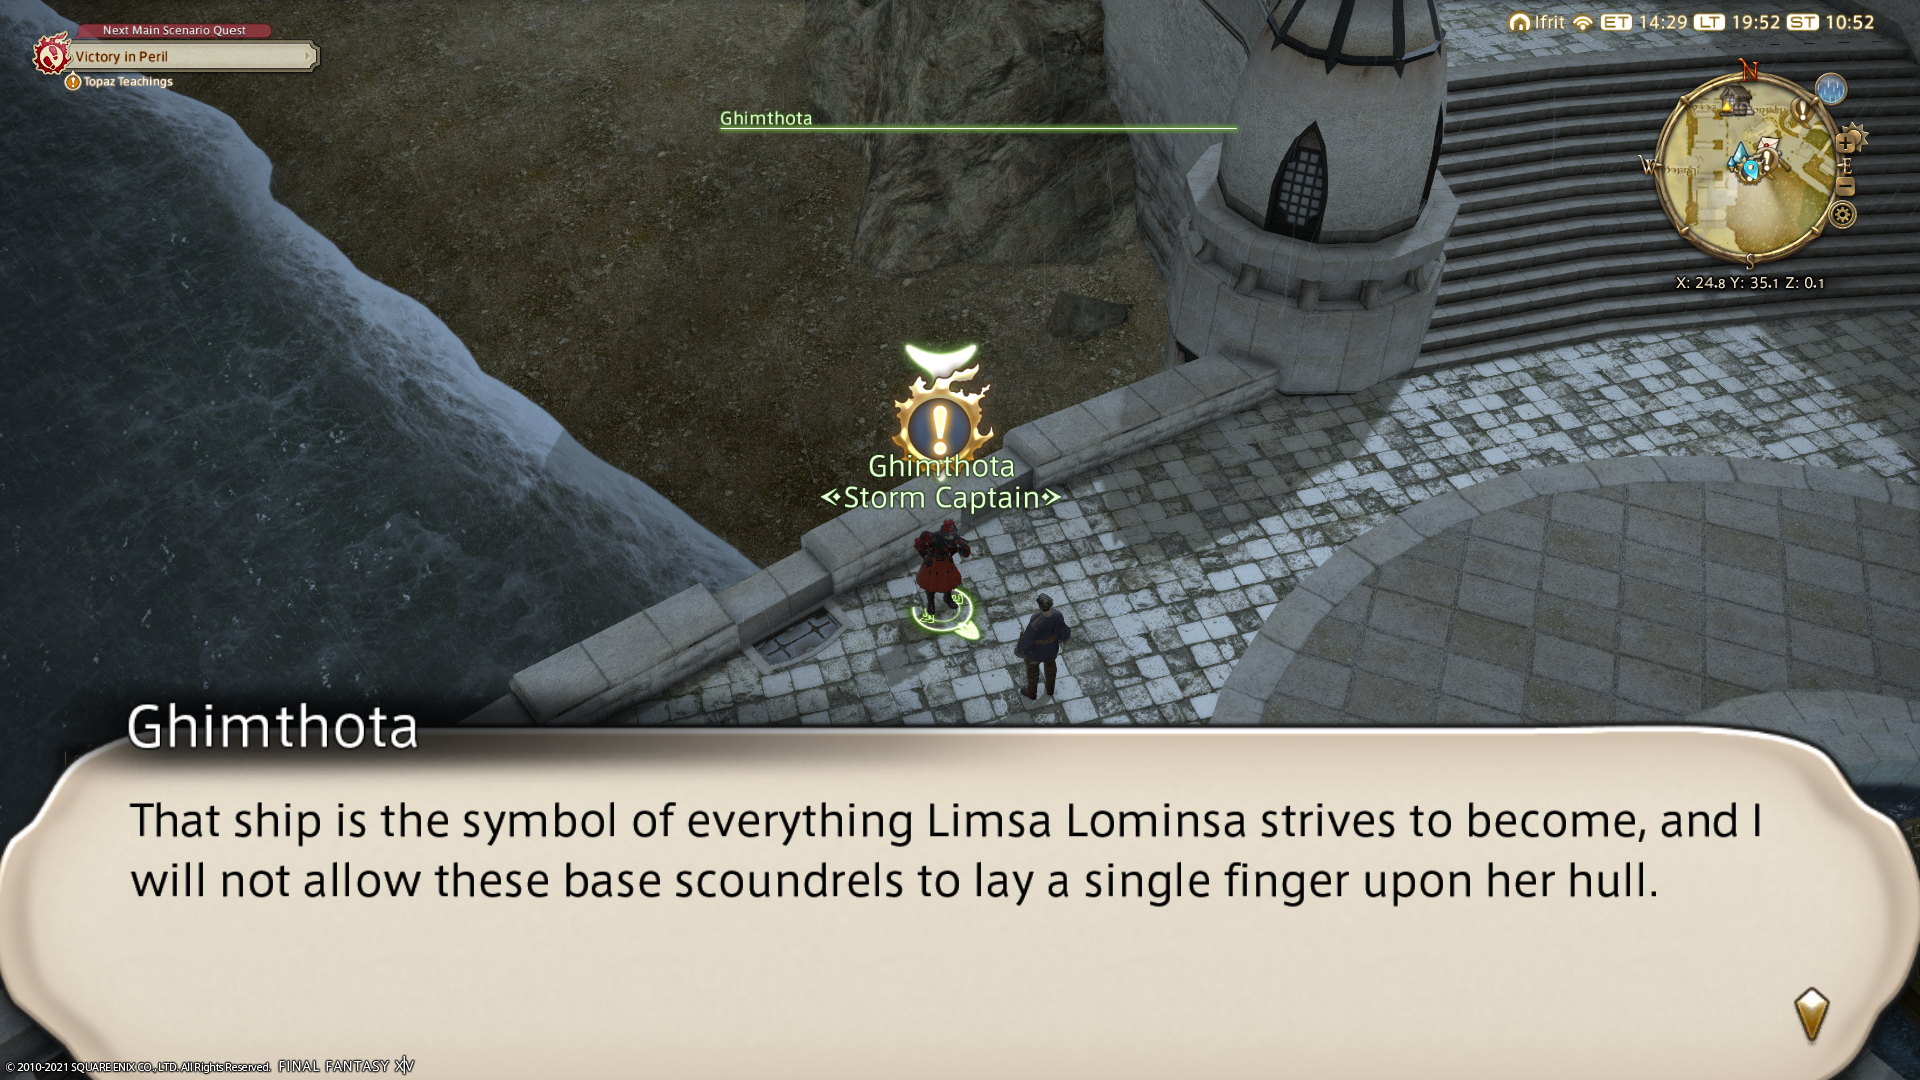 Next Main Scenario Quest
Victory in Peril
Topaz Teachings
Ifrit ET 14:29 LT 19:52 ST 10:52
Ghimthota
N
W
E
S
X: 24.8 Y: 35.1 Z: 0.1
Ghimthota
«Storm Captain»
Ghimthota
That ship is the symbol of everything Limsa Lominsa strives to become, and I
will not allow these base scoundrels to lay a single finger upon her hull.
© 2010-2021 SQUARE ENIX CO., LTD. All Rights Reserved. FINAL FANTASY XIV